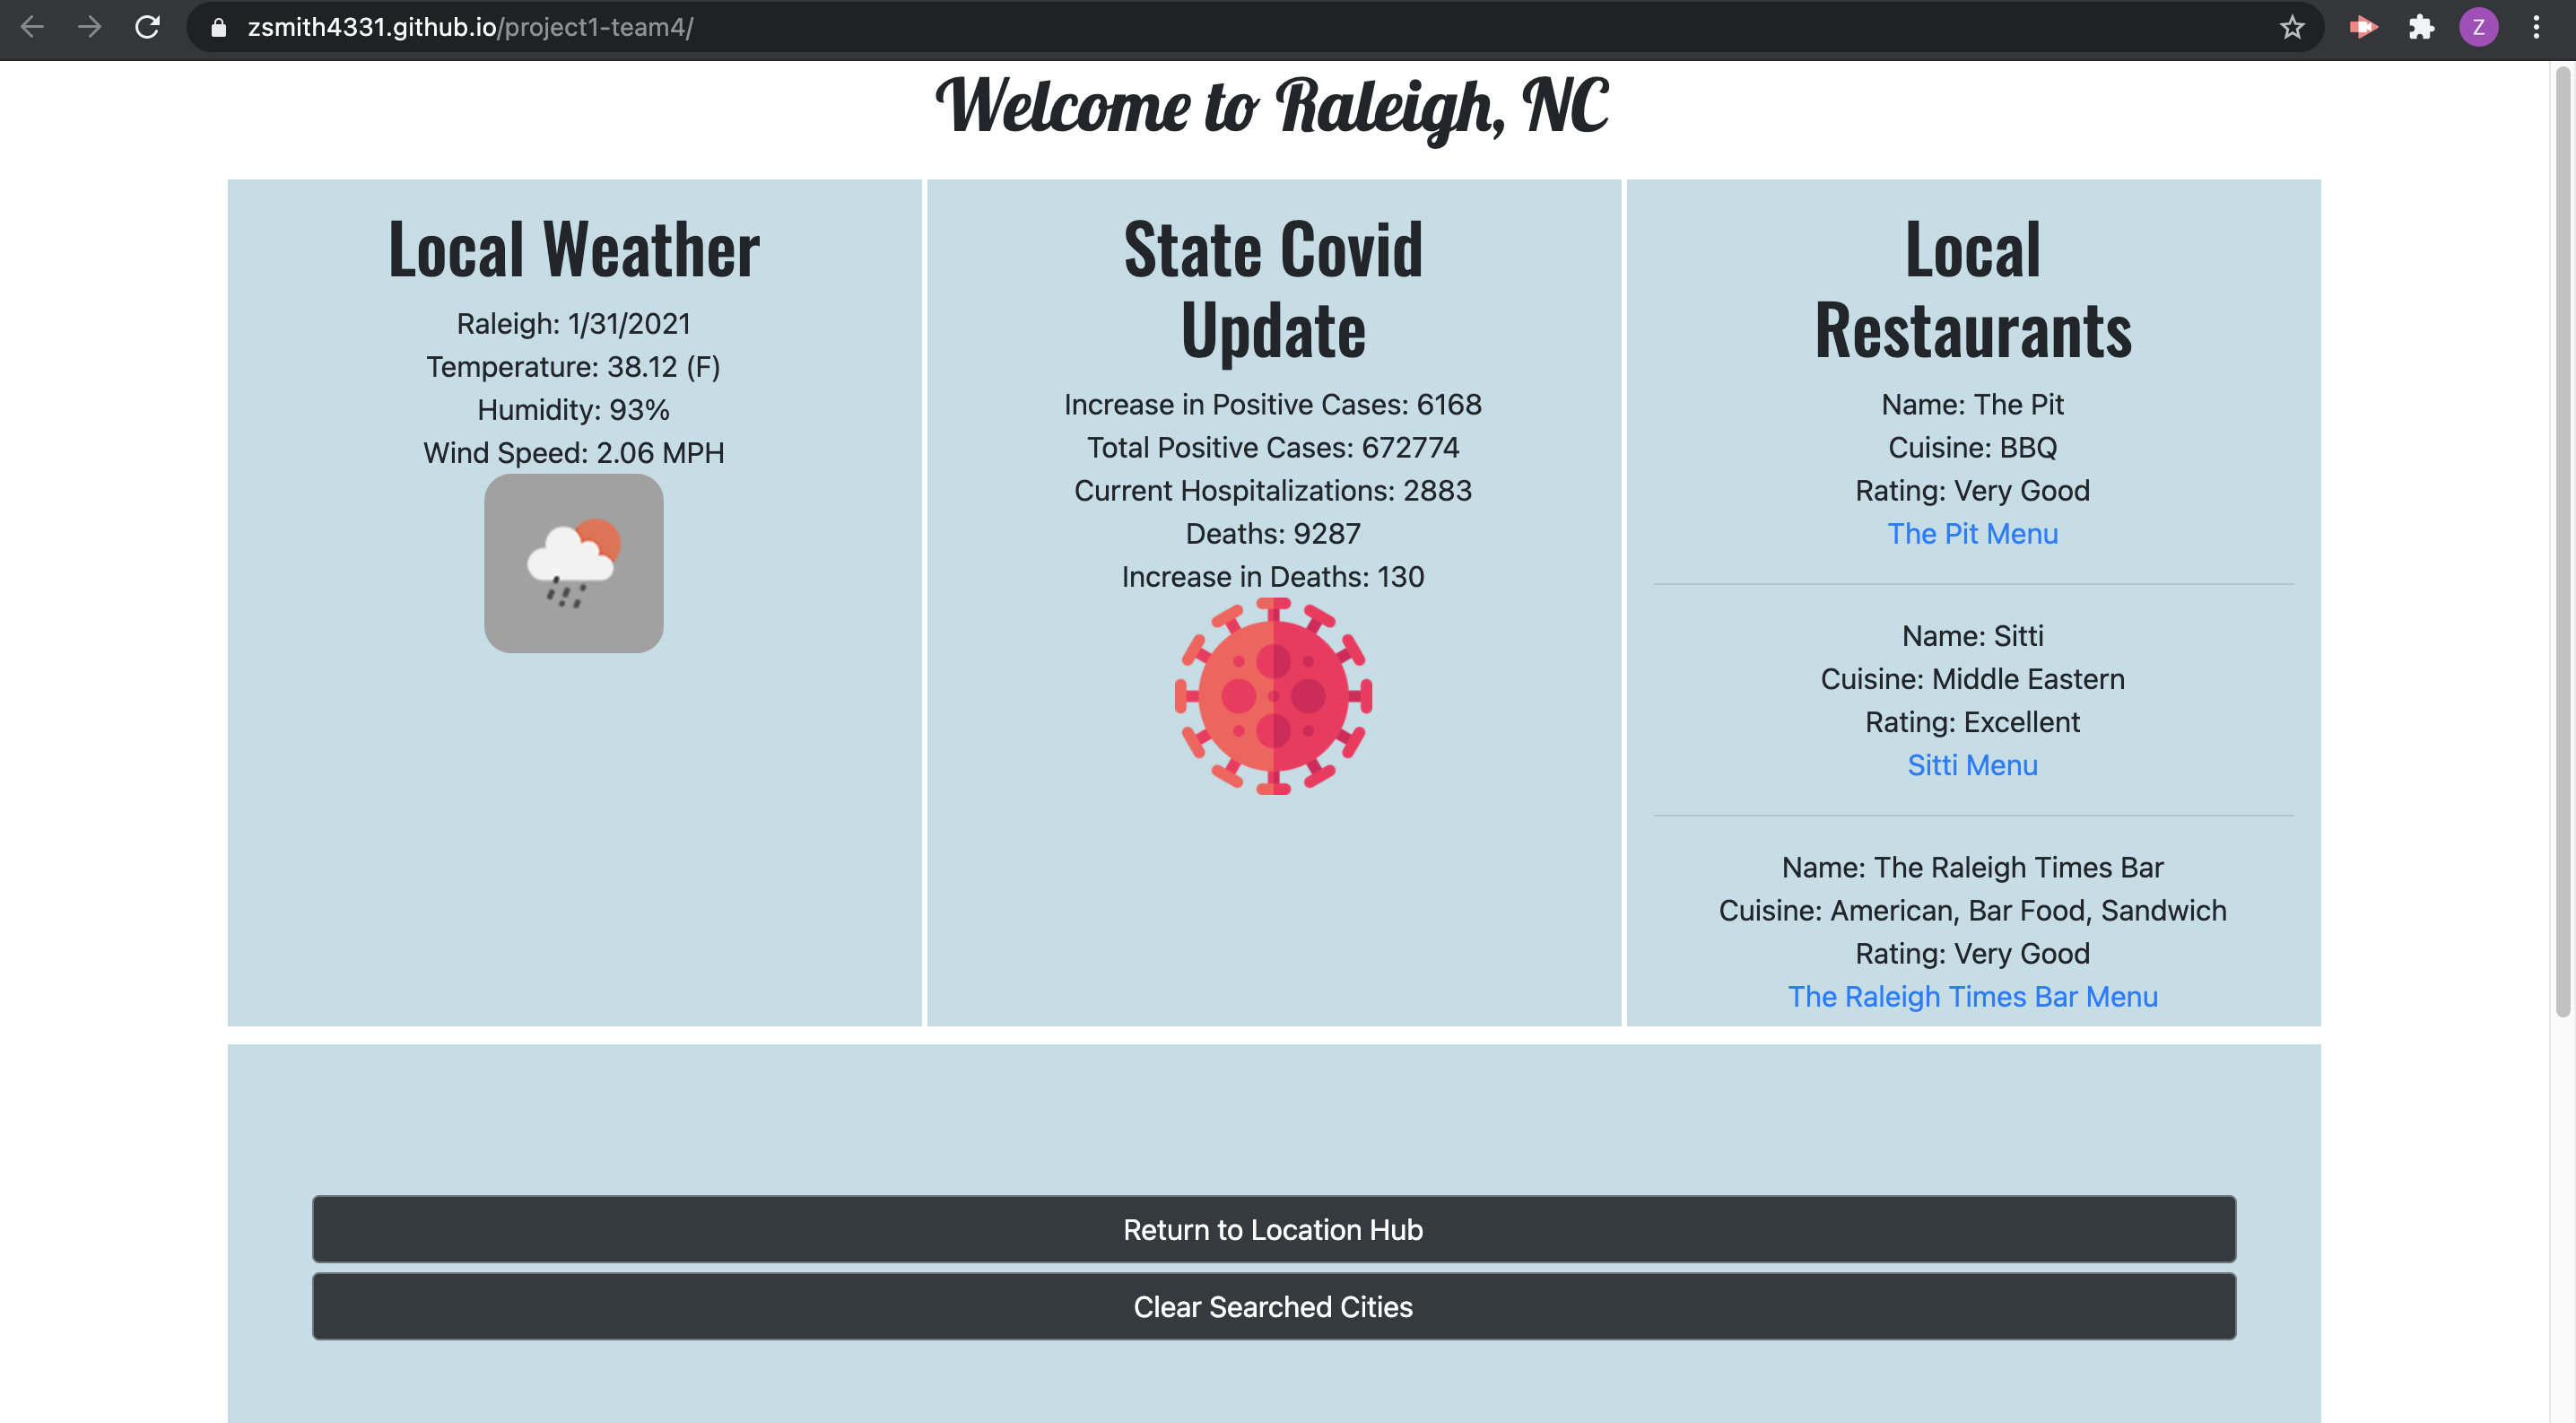 zsmith4331.github.io/project1-team4/
Z
Welcome to Raleigh, NC
Local Weather
Raleigh: 1/31/2021
Temperature: 38.12 (F)
Humidity: 93%
Wind Speed: 2.06 MPH
State Covid
Update
Increase in Positive Cases: 6168
Total Positive Cases: 672774
Current Hospitalizations: 2883
Deaths: 9287
Increase in Deaths: 130
Local
Restaurants
Name: The Pit
Cuisine: BBQ
Rating: Very Good
The Pit Menu
Name: Sitti
Cuisine: Middle Eastern
Rating: Excellent
Sitti Menu
Name: The Raleigh Times Bar
Cuisine: American, Bar Food, Sandwich
Rating: Very Good
The Raleigh Times Bar Menu
Return to Location Hub
Clear Searched Cities